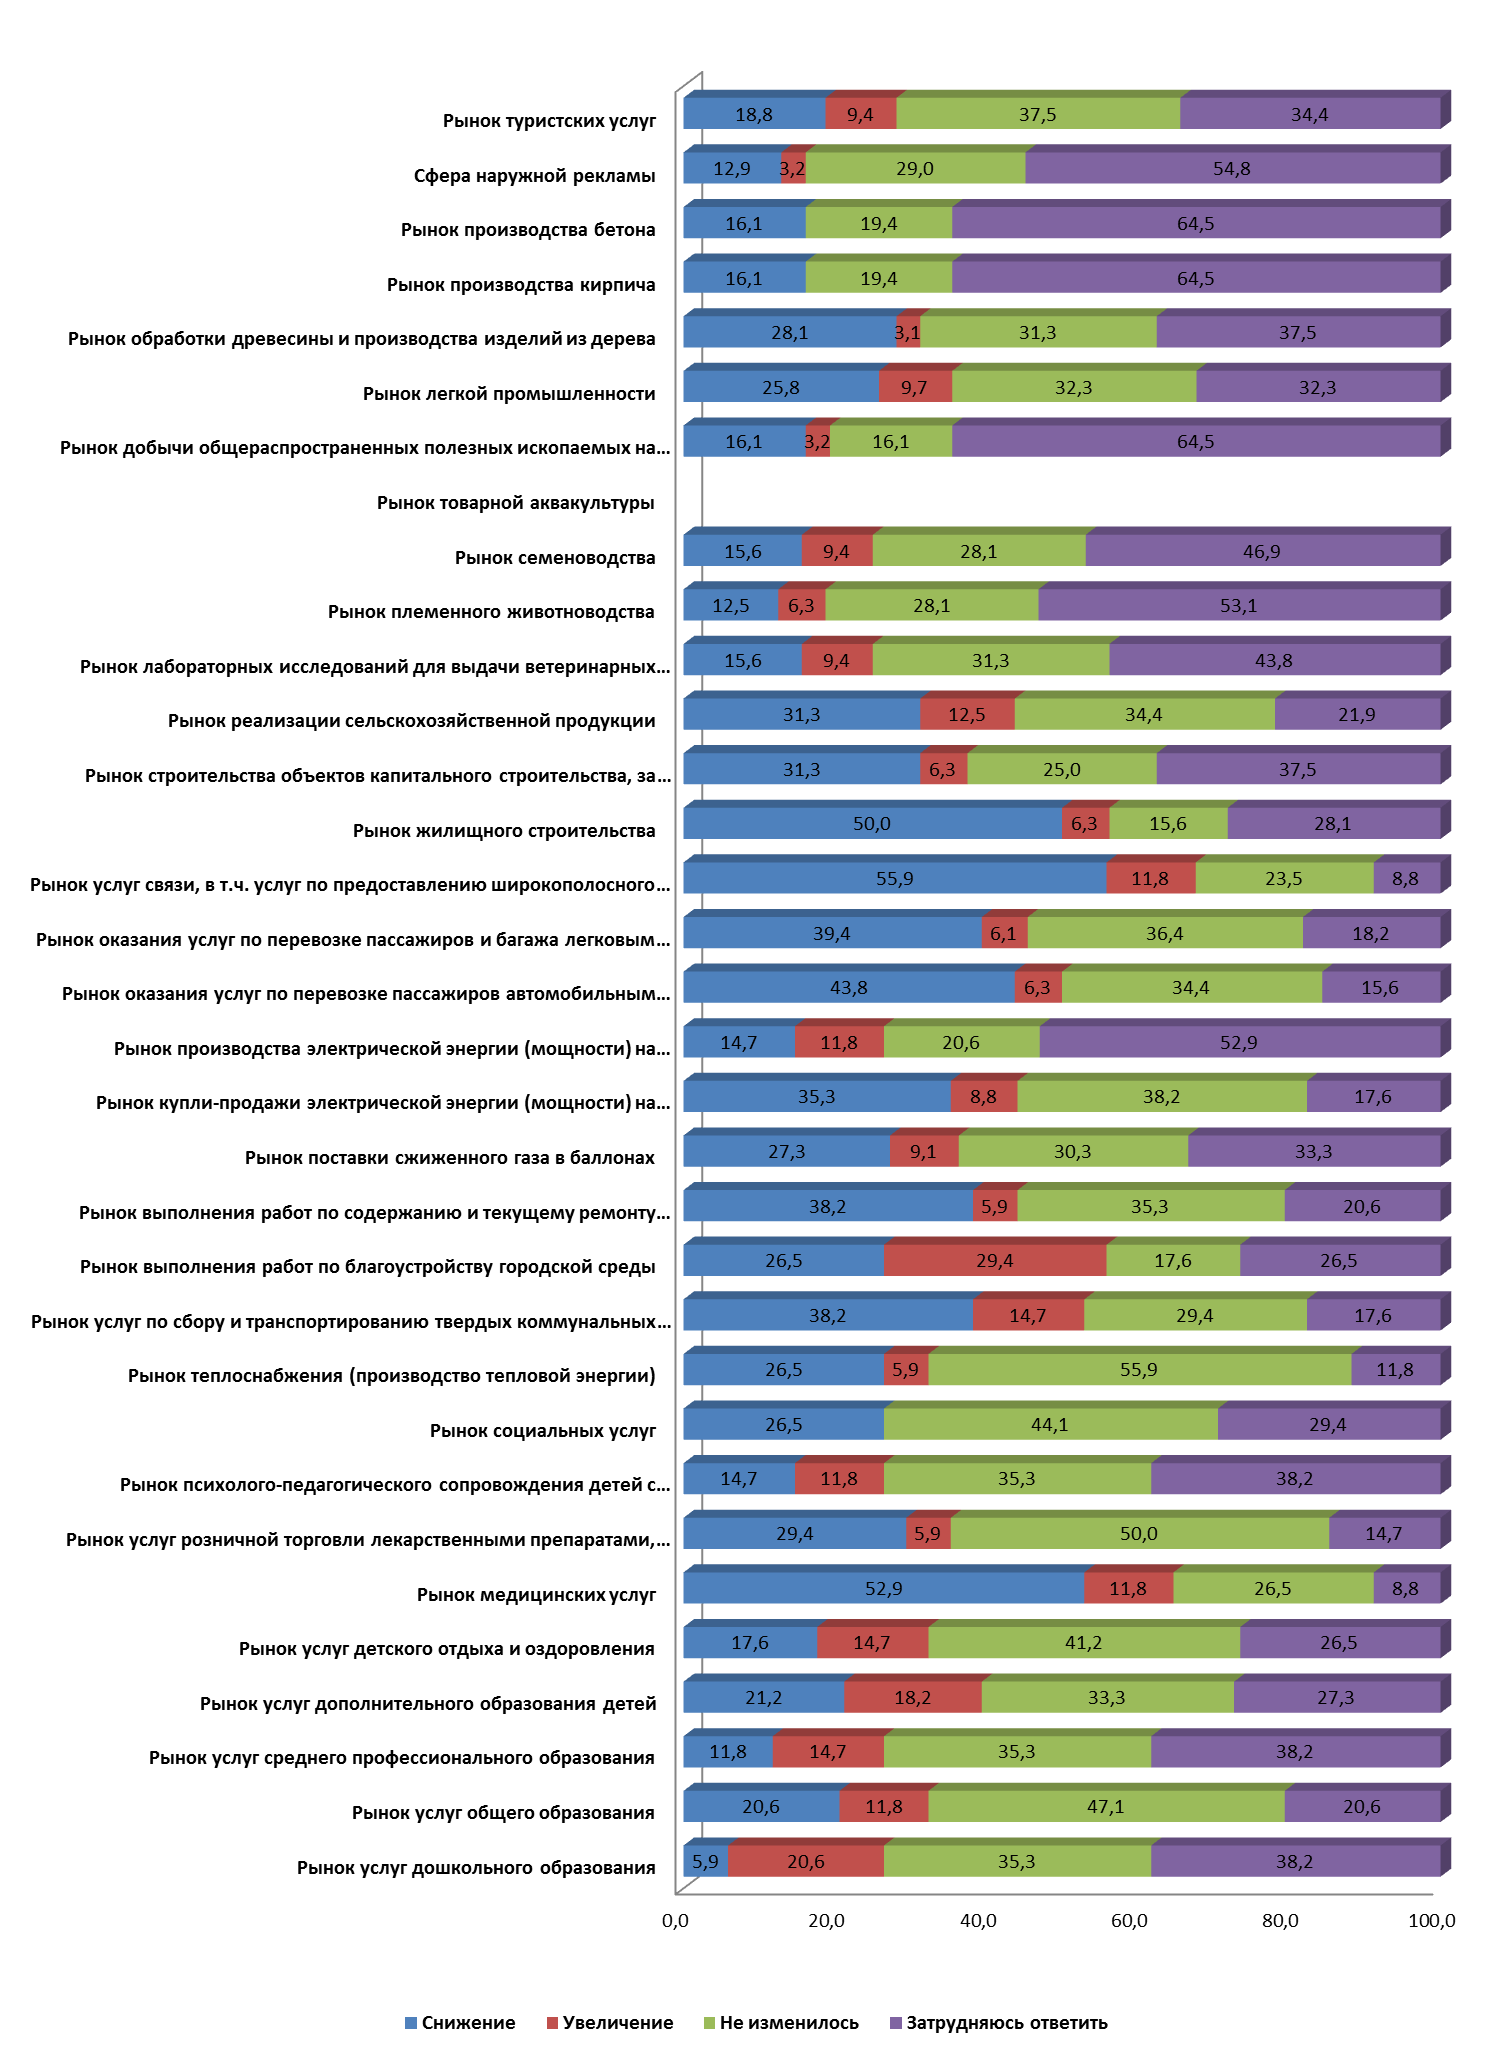 Рынок туристских услуг 18,8 9,4 37,5 34,4
Сфера наружной рекламы 12,9 3,2 29,0 54,8
Рынок производства бетона 16,1 19,4 64,5
Рынок производства кирпича 16,1 19,4 64,5
Рынок обработки древесины и производства изделий из дерева 28,1 3,1 31,3 37,5
Рынок легкой промышленности 25,8 9,7 32,3 32,3
Рынок добычи общераспространенных полезных ископаемых на... 16,1 3,2 16,1 64,5
Рынок товарной аквакультуры
Рынок семеноводства 15,6 9,4 28,1 46,9
Рынок племенного животноводства 12,5 6,3 28,1 53,1
Рынок лабораторных исследований для выдачи ветеринарных... 15,6 9,4 31,3 43,8
Рынок реализации сельскохозяйственной продукции 31,3 12,5 34,4 21,9
Рынок строительства объектов капитального строительства, за... 31,3 6,3 25,0 37,5
Рынок жилищного строительства 50,0 6,3 15,6 28,1
Рынок услуг связи, в т.ч. услуг по предоставлению широкополосного... 55,9 11,8 23,5 8,8
Рынок оказания услуг по перевозке пассажиров и багажа легковым... 39,4 6,1 36,4 18,2
Рынок оказания услуг по перевозке пассажиров автомобильным... 43,8 6,3 34,4 15,6
Рынок производства электрической энергии (мощности) на... 14,7 11,8 20,6 52,9
Рынок купли-продажи электрической энергии (мощности) на... 35,3 8,8 38,2 17,6
Рынок поставки сжиженного газа в баллонах 27,3 9,1 30,3 33,3
Рынок выполнения работ по содержанию и текущему ремонту... 38,2 5,9 35,3 20,6
Рынок выполнения работ по благоустройству городской среды 26,5 29,4 17,6 26,5
Рынок услуг по сбору и транспортированию твердых коммунальных... 38,2 14,7 29,4 17,6
Рынок теплоснабжения (производство тепловой энергии) 26,5 5,9 55,9 11,8
Рынок социальных услуг 26,5 44,1 29,4
Рынок психолого-педагогического сопровождения детей с... 14,7 11,8 35,3 38,2
Рынок услуг розничной торговли лекарственными препаратами,... 29,4 5,9 50,0 14,7
Рынок медицинских услуг 52,9 11,8 26,5 8,8
Рынок услуг детского отдыха и оздоровления 17,6 14,7 41,2 26,5
Рынок услуг дополнительного образования детей 21,2 18,2 33,3 27,3
Рынок услуг среднего профессионального образования 11,8 14,7 35,3 38,2
Рынок услуг общего образования 20,6 11,8 47,1 20,6
Рынок услуг дошкольного образования 5,9 20,6 35,3 38,2
0,0 20,0 40,0 60,0 80,0 100,0
Снижение Увеличение Не изменилось Затрудняюсь ответить